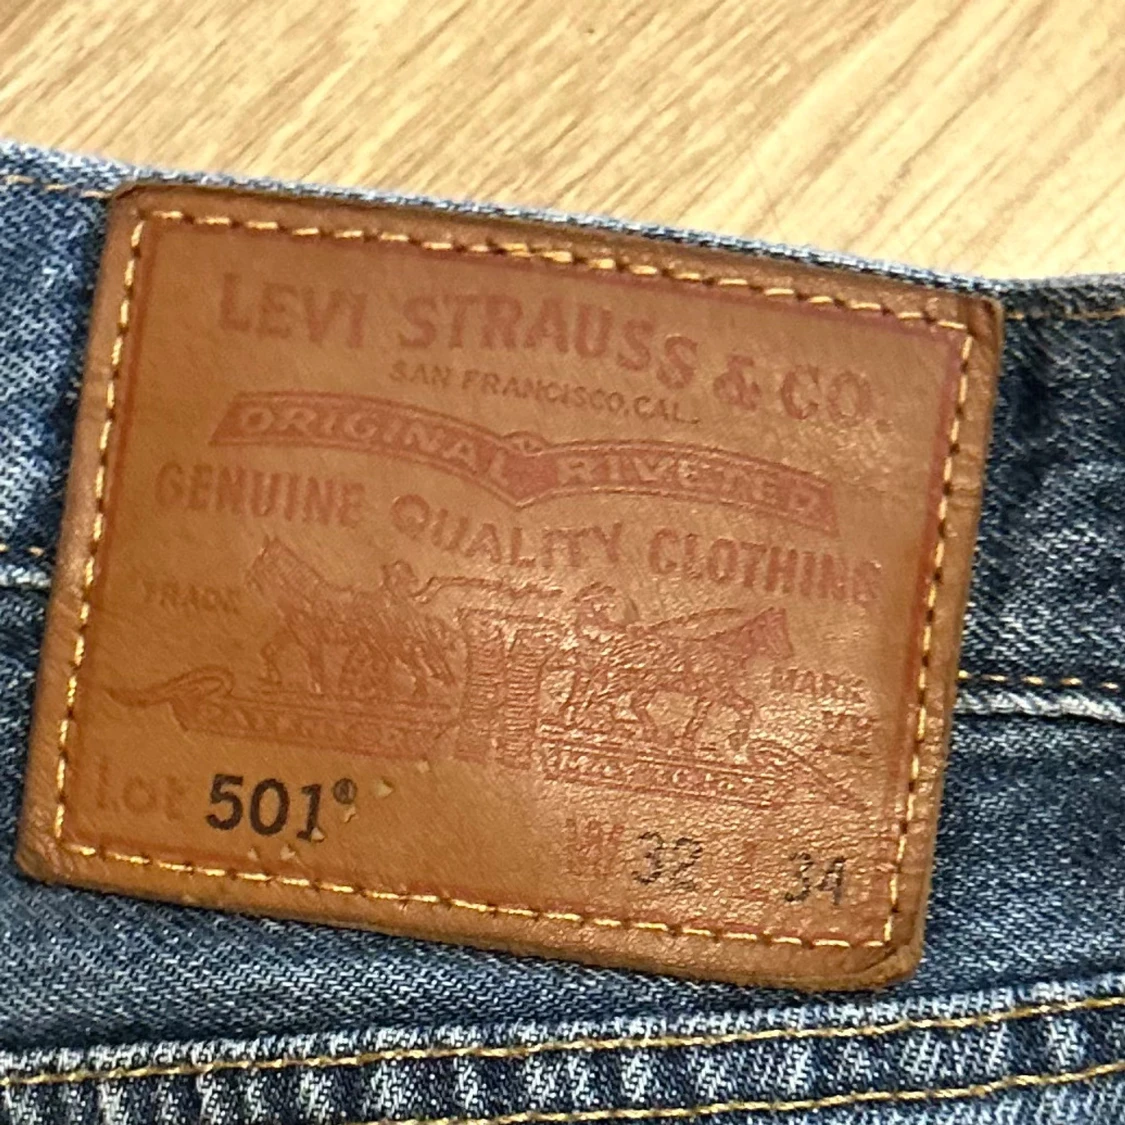 LEVI STRAUSS & CO.
SAN FRANCISCO, CAL.
ORIGINAL RIVETED
GENUINE QUALITY CLOTHING
TRADE
MARK
Lot 501® W 32 L 34